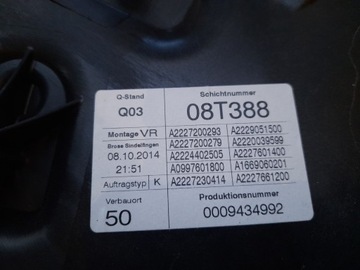 Q-Stand Schichtnummer
Q03 08T388
Montage VR A2227200293 A2229051500
Brose Sindelfingen A2227200279 A2220039599
08.10.2014 A2224402505 A2227601400
21:51 A0997601800 A1669060201
Auftragstyp K A2227230414 A2227661200
Verbauort Produktionsnummer
50 0009434992